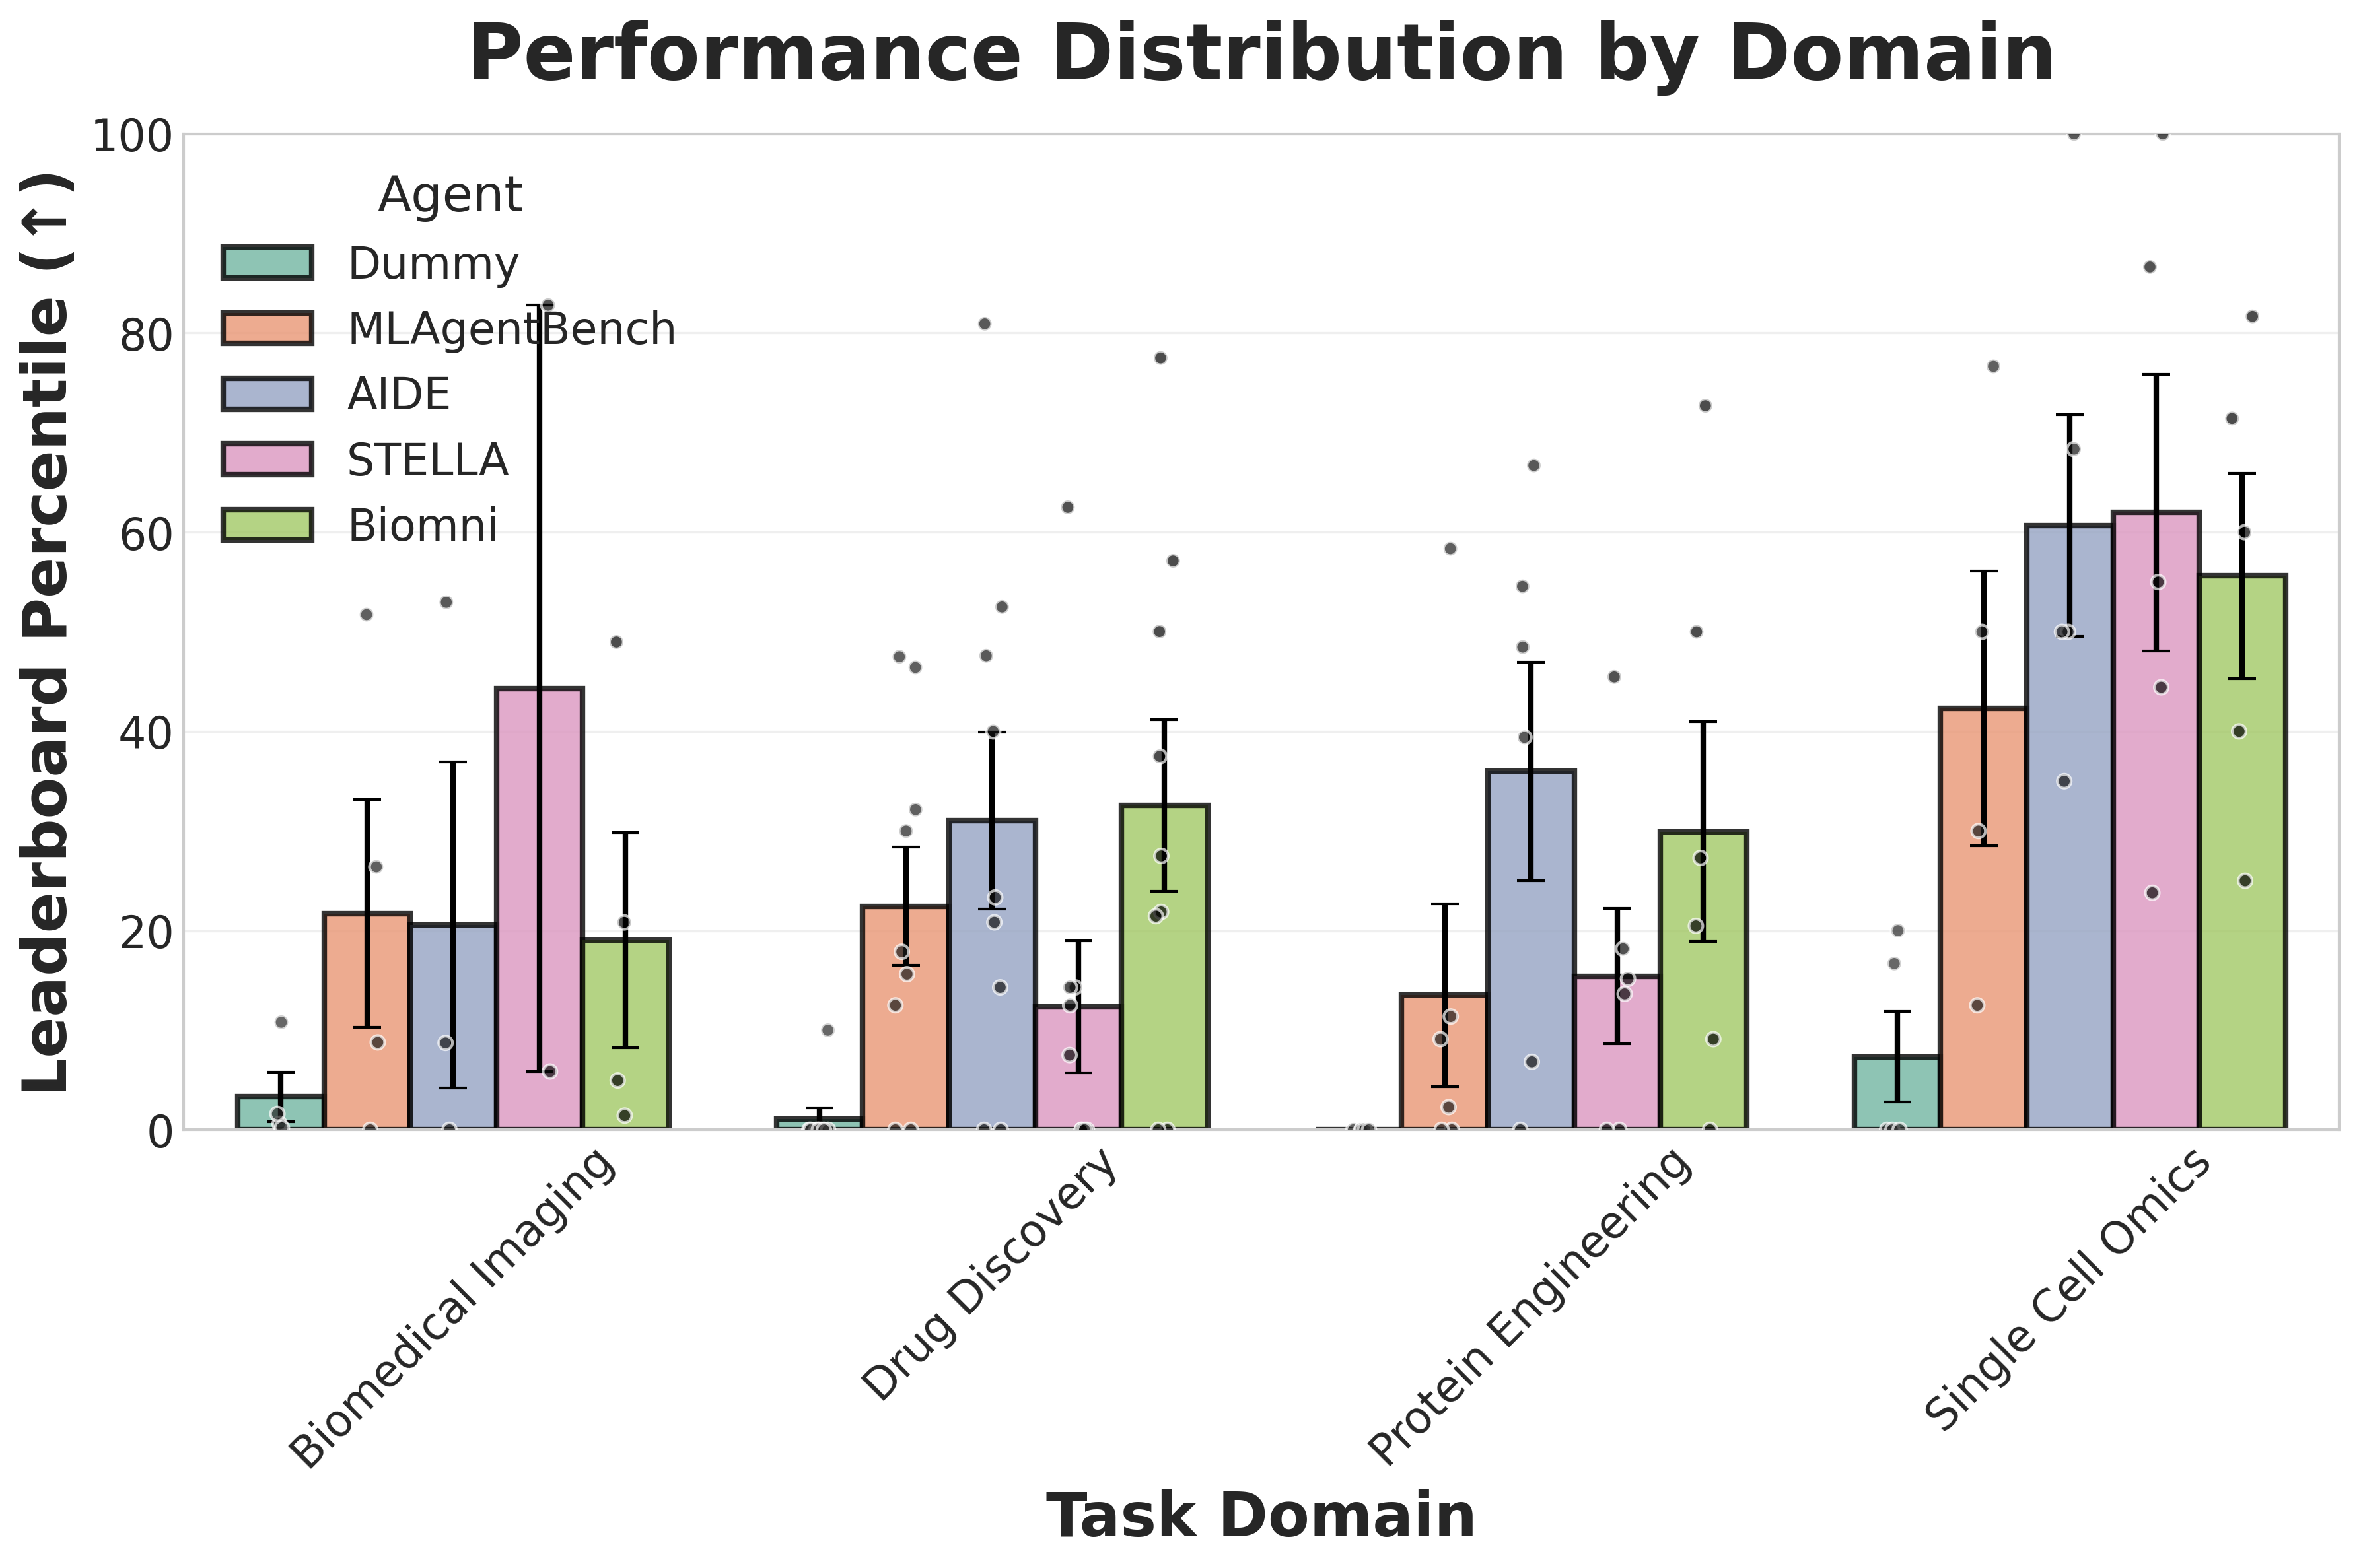 Performance Distribution by Domain
Leaderboard Percentile (↑)
100
80
60
40
20
0
Agent
Dummy
MLAgentBench
AIDE
STELLA
Biomni
Biomedical Imaging
Drug Discovery
Protein Engineering
Single Cell Omics
Task Domain